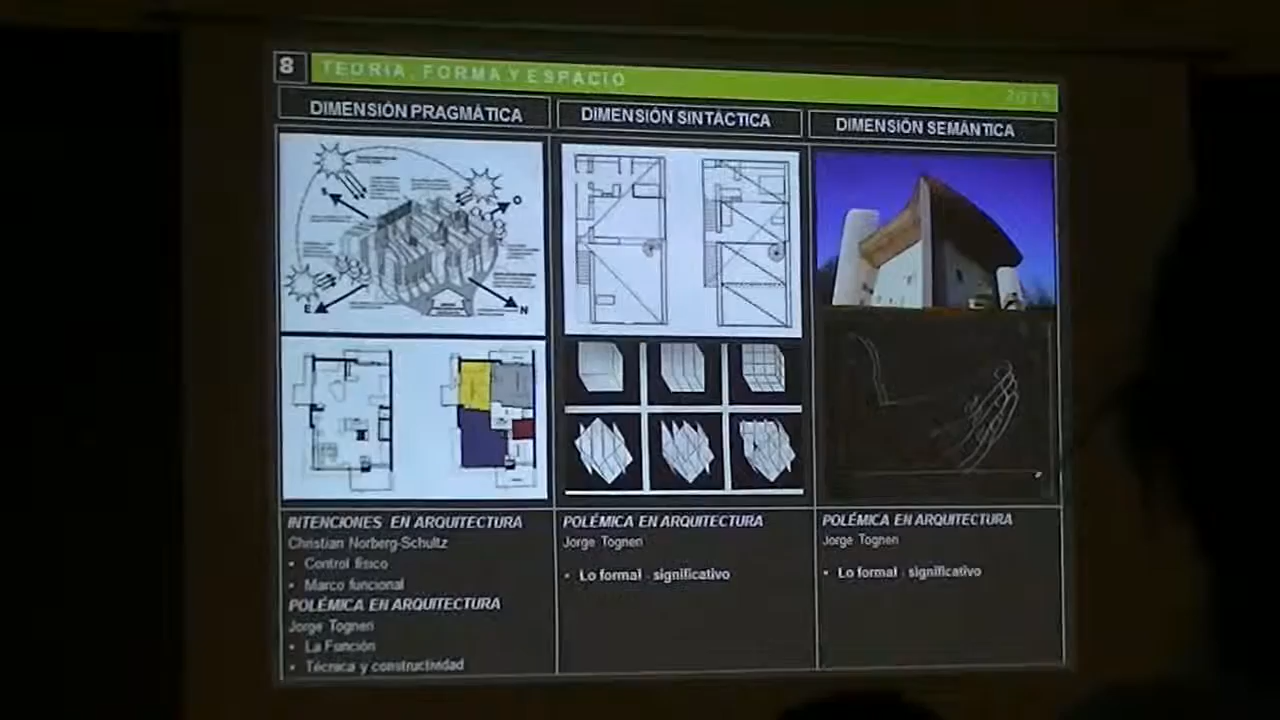 8
TEORIA, FORMA Y ESPACIO
2013
DIMENSIÓN PRAGMÁTICA
DIMENSIÓN SINTÁCTICA
DIMENSIÓN SEMÁNTICA
S
O
E
N
INTENCIONES EN ARQUITECTURA
Christian Norberg-Schultz
• Control físico
• Marco funcional
POLÉMICA EN ARQUITECTURA
Jorge Togneri
• La Función
• Técnica y constructividad
POLÉMICA EN ARQUITECTURA
Jorge Togneri
• Lo formal - significativo
POLÉMICA EN ARQUITECTURA
Jorge Togneri
• Lo formal - significativo